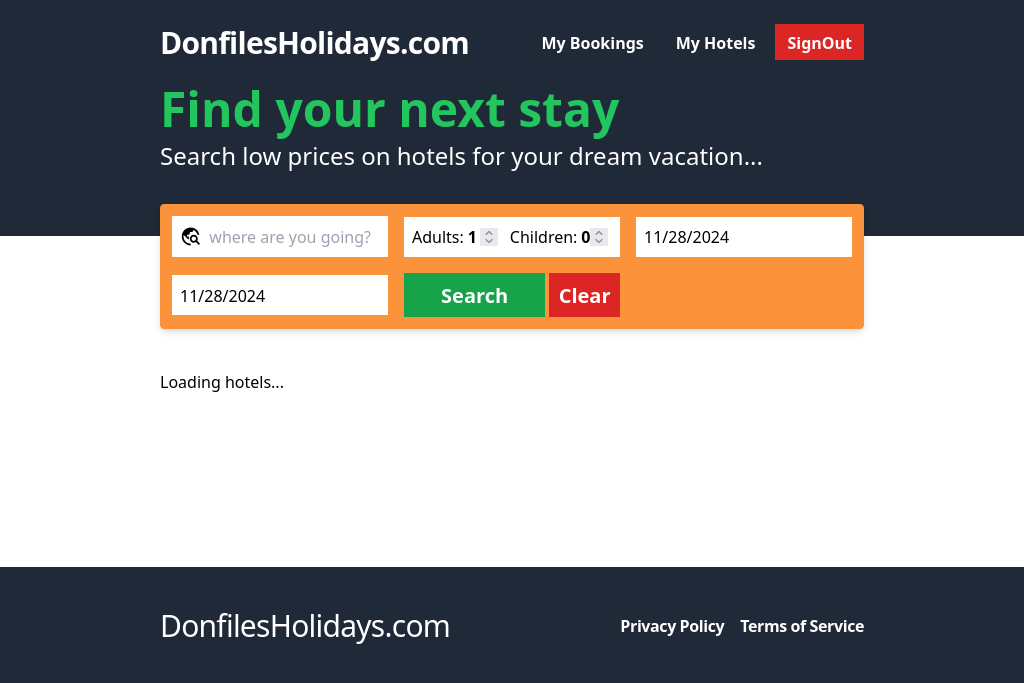 DonfilesHolidays.com My Bookings My Hotels SignOut
Find your next stay
Search low prices on hotels for your dream vacation...
where are you going? Adults: 1 Children: 0 11/28/2024
11/28/2024 Search Clear
Loading hotels...
DonfilesHolidays.com Privacy Policy Terms of Service